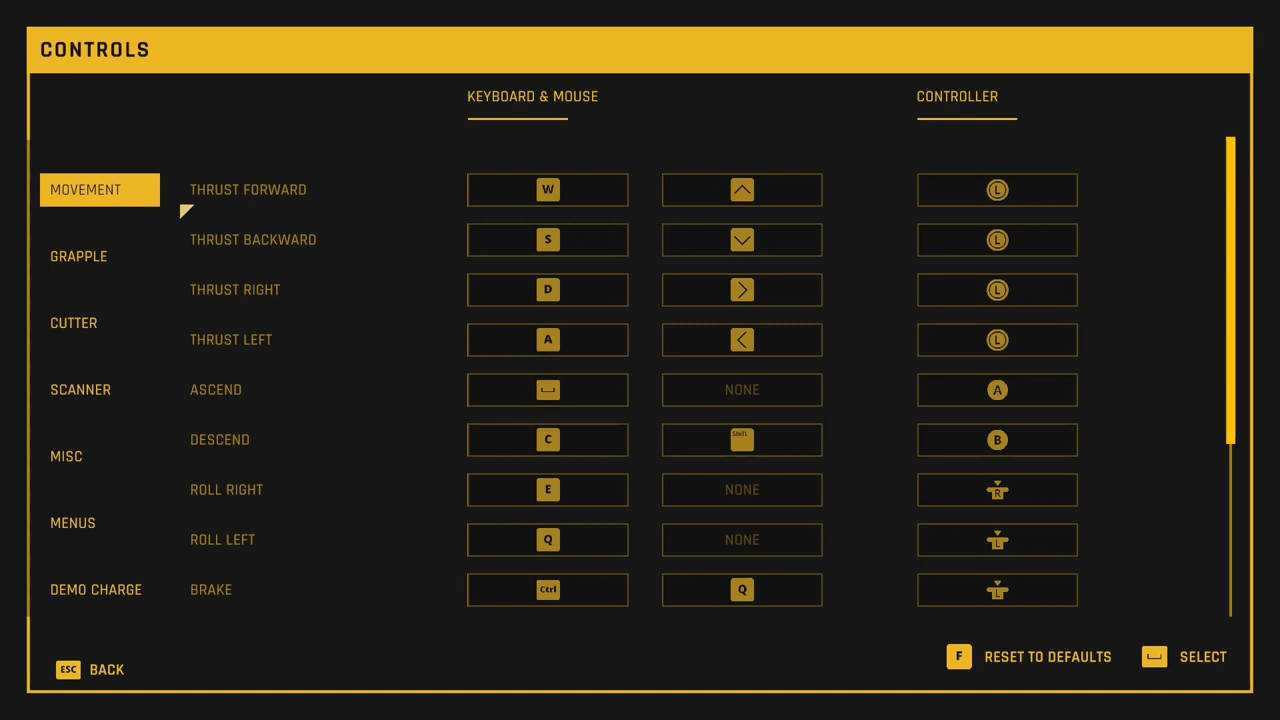 CONTROLS
KEYBOARD & MOUSE CONTROLLER
MOVEMENT THRUST FORWARD W L
THRUST BACKWARD S L
GRAPPLE
THRUST RIGHT D L
CUTTER
THRUST LEFT A L
SCANNER ASCEND NONE A
DESCEND C Shift B
MISC
ROLL RIGHT E NONE R
MENUS
ROLL LEFT Q NONE L
DEMO CHARGE BRAKE Ctrl Q L
F RESET TO DEFAULTS SELECT
ESC BACK